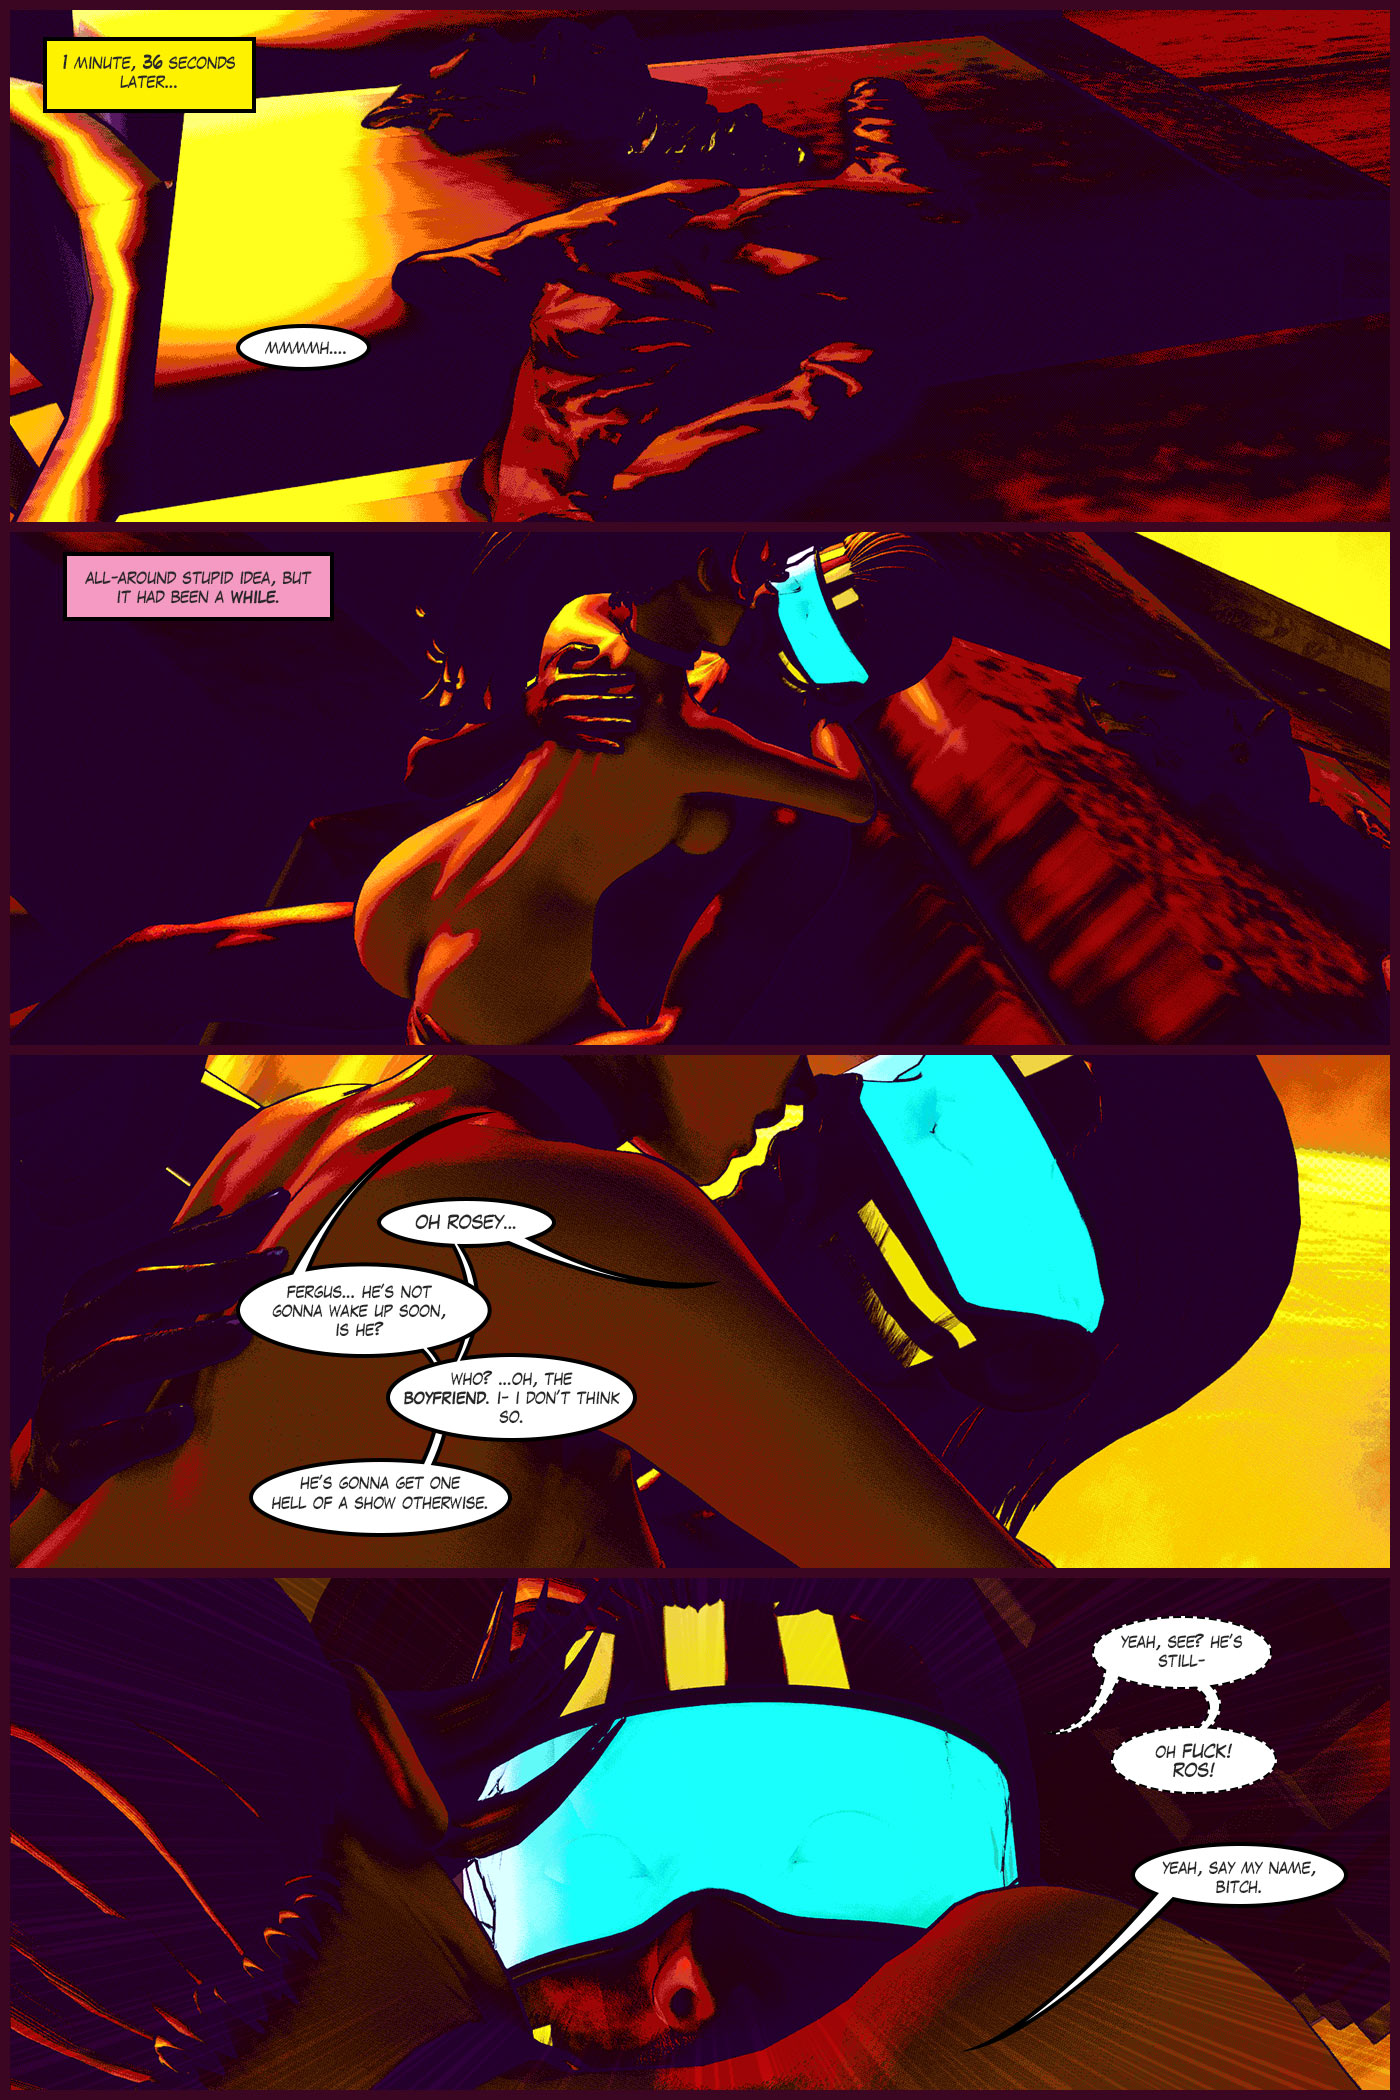 1 MINUTE, 36 SECONDS
LATER...
MMMMH....
ALL-AROUND STUPID IDEA, BUT
IT HAD BEEN A WHILE.
OH ROSEY...
FERGUS... HE'S NOT
GONNA WAKE UP SOON,
IS HE?
WHO? ...OH, THE
BOYFRIEND. I- I DON'T THINK
SO.
HE'S GONNA GET ONE
HELL OF A SHOW OTHERWISE.
YEAH, SEE? HE'S
STILL-
OH FUCK!
ROS!
YEAH, SAY MY NAME,
BITCH.